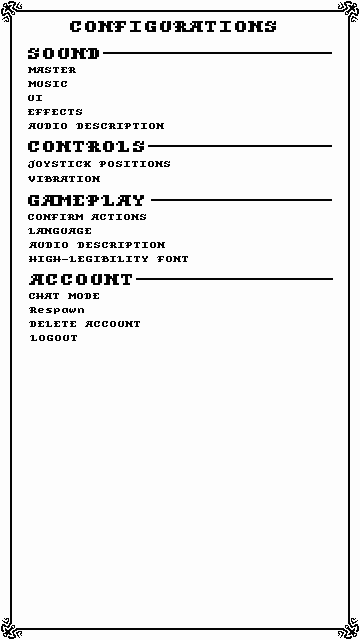 CONFIGURATIONS
SOUND
MASTER
MUSIC
UI
EFFECTS
AUDIO DESCRIPTION
CONTROLS
JOYSTICK POSITIONS
VIBRATION
GAMEPLAY
CONFIRM ACTIONS
LANGUAGE
AUDIO DESCRIPTION
HIGH-LEGIBILITY FONT
ACCOUNT
CHAT MODE
Respawn
DELETE ACCOUNT
LOGOUT